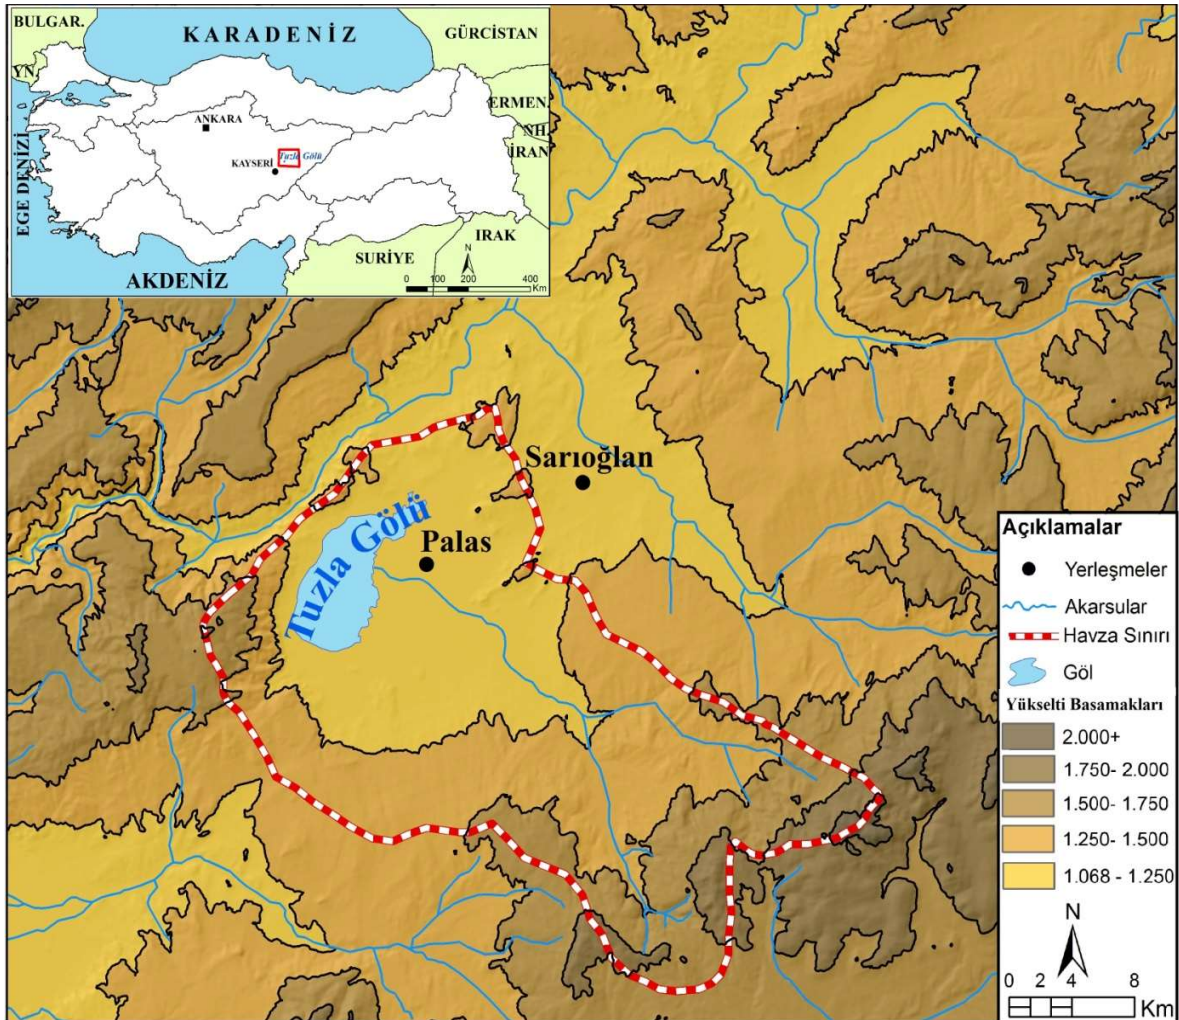 BULGAR.
KARADENİZ
GÜRCİSTAN
YN.
ERMEN.
ANKARA
NH.
İRAN
EGE DENİZİ
KAYSERİ
Tuzla Gölü
IRAK
SURİYE
N
AKDENİZ
0 100 200 400
Km
Sarıoğlan
Tuzla Gölü
Palas
Açıklamalar
Yerleşmeler
Akarsular
Havza Sınırı
Göl
Yükselti Basamakları
2.000+
1.750- 2.000
1.500- 1.750
1.250- 1.500
1.068 - 1.250
N
0 2 4 8
Km